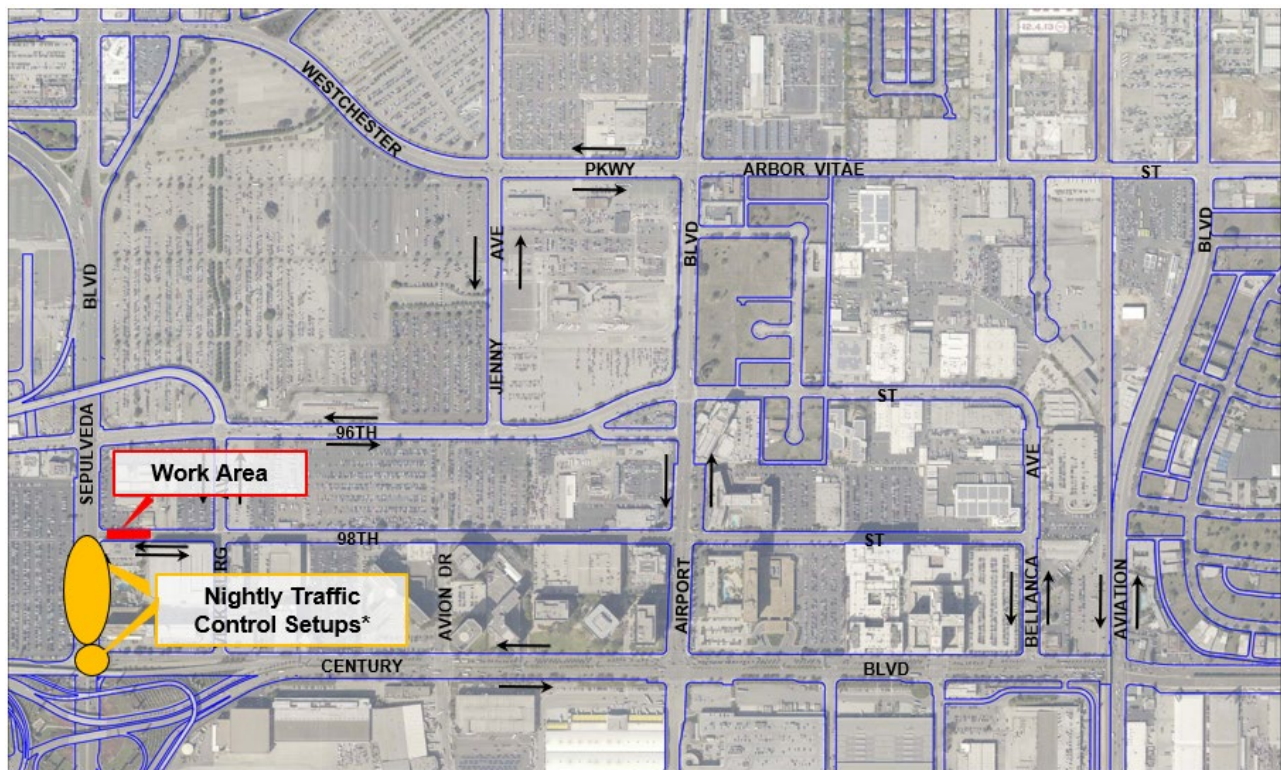 WESTCHESTER
PKWY
ARBOR VITAE
ST
BLVD
BLVD
BLVD
AVE
JENNY
ST
96TH
SEPULVEDA
Work Area
AVE
98TH
ST
Nightly Traffic
Control Setups*
AVION DR
AIRPORT
BELLANCA
AVIATION
CENTURY
BLVD